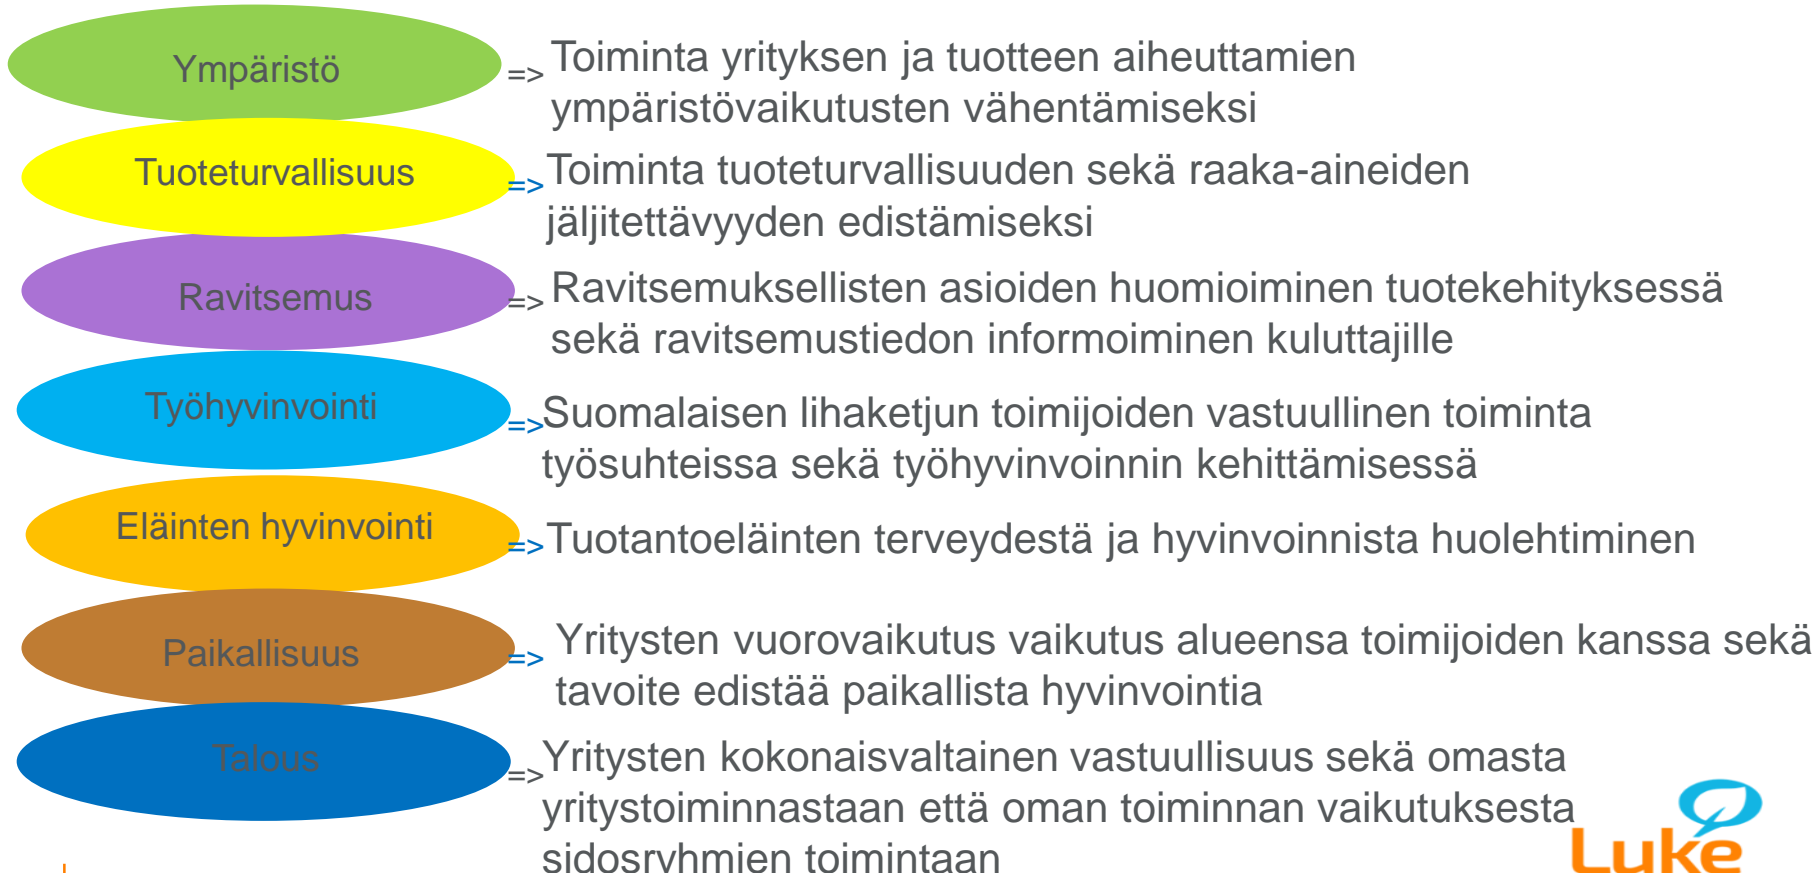 Ympäristö
=> Toiminta yrityksen ja tuotteen aiheuttamien
ympäristövaikutusten vähentämiseksi
Tuoteturvallisuus
=> Toiminta tuoteturvallisuuden sekä raaka-aineiden
jäljitettävyyden edistämiseksi
Ravitsemus
=> Ravitsemuksellisten asioiden huomioiminen tuotekehityksessä
sekä ravitsemustiedon informoiminen kuluttajille
Työhyvinvointi
=> Suomalaisen lihaketjun toimijoiden vastuullinen toiminta
työsuhteissa sekä työhyvinvoinnin kehittämisessä
Eläinten hyvinvointi
=> Tuotantoeläinten terveydestä ja hyvinvoinnista huolehtiminen
Paikallisuus
=> Yritysten vuorovaikutus vaikutus alueensa toimijoiden kanssa sekä
tavoite edistää paikallista hyvinvointia
Talous
=> Yritysten kokonaisvaltainen vastuullisuus sekä omasta
yritystoiminnastaan että oman toiminnan vaikutuksesta
sidosryhmien toimintaan
Luke